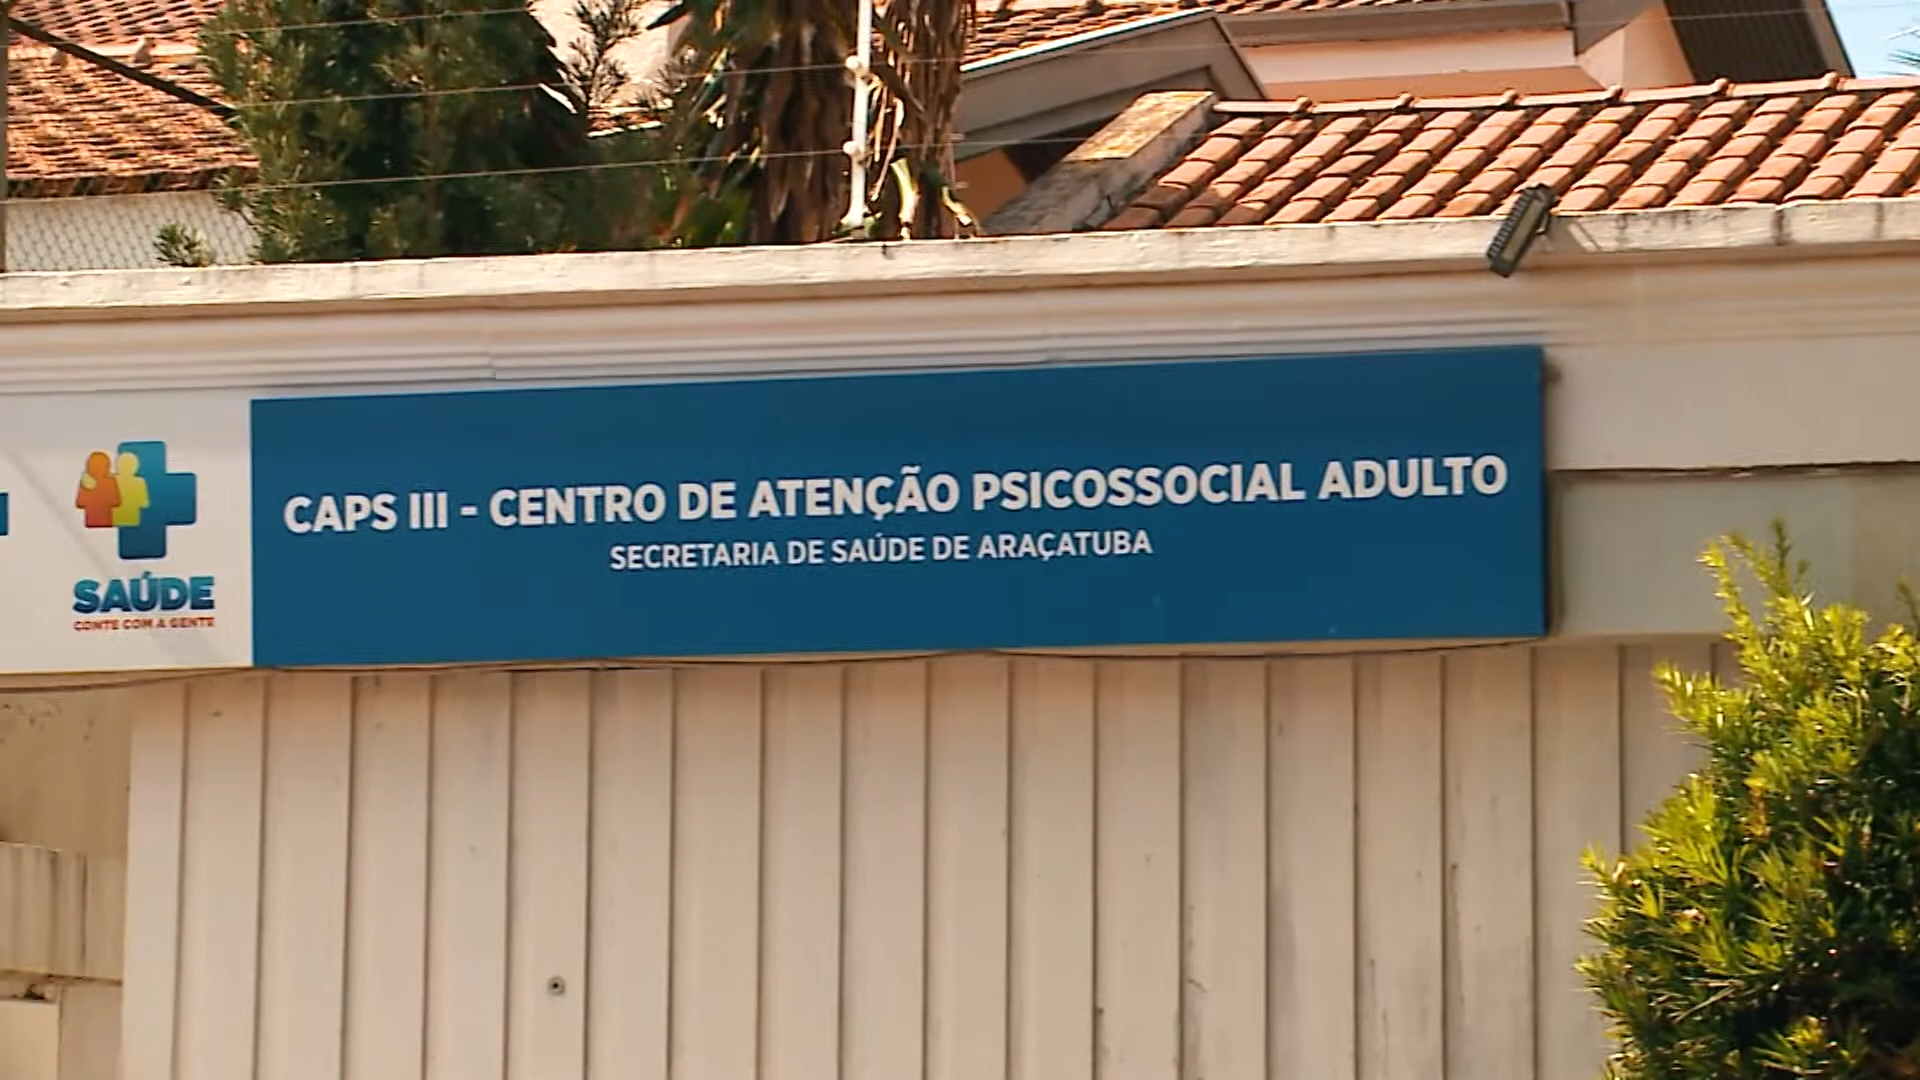 CAPS III - CENTRO DE ATENÇÃO PSICOSSOCIAL ADULTO
SECRETARIA DE SAÚDE DE ARAÇATUBA
SAÚDE
CONTE COM A GENTE